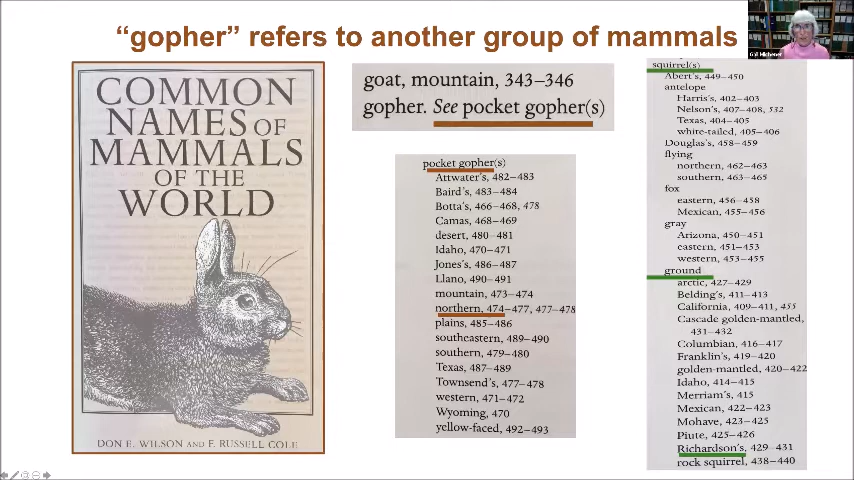 “gopher” refers to another group of mammals
Gail Michener
COMMON
NAMES OF
MAMMALS
OF THE
WORLD
DON E. WILSON AND F. RUSSELL COLE
goat, mountain, 343–346
gopher. See pocket gopher(s)
pocket gopher(s)
Attwater's, 482–483
Baird's, 483–484
Botta's, 466–468, 478
Camas, 468–469
desert, 480–481
Idaho, 470–471
Jones's, 486–487
Llano, 490–491
mountain, 473–474
northern, 474–477, 477–478
plains, 485–486
southeastern, 489–490
southern, 479–480
Texas, 487–489
Townsend's, 477–478
western, 471–472
Wyoming, 470
yellow-faced, 492–493
squirrel(s)
Abert's, 449–450
antelope
Harris's, 402–403
Nelson's, 407–408, 532
Texas, 404–405
white-tailed, 405–406
Douglas's, 458–459
flying
northern, 462–463
southern, 463–465
fox
eastern, 456–458
Mexican, 455–456
gray
Arizona, 450–451
eastern, 451–453
western, 453–455
ground
arctic, 427–429
Belding's, 411–413
California, 409–411, 455
Cascade golden-mantled,
431–432
Columbian, 416–417
Franklin's, 419–420
golden-mantled, 420–422
Idaho, 414–415
Merriam's, 415
Mexican, 422–423
Mohave, 423–425
Piute, 425–426
Richardson's, 429–431
rock squirrel, 438–440